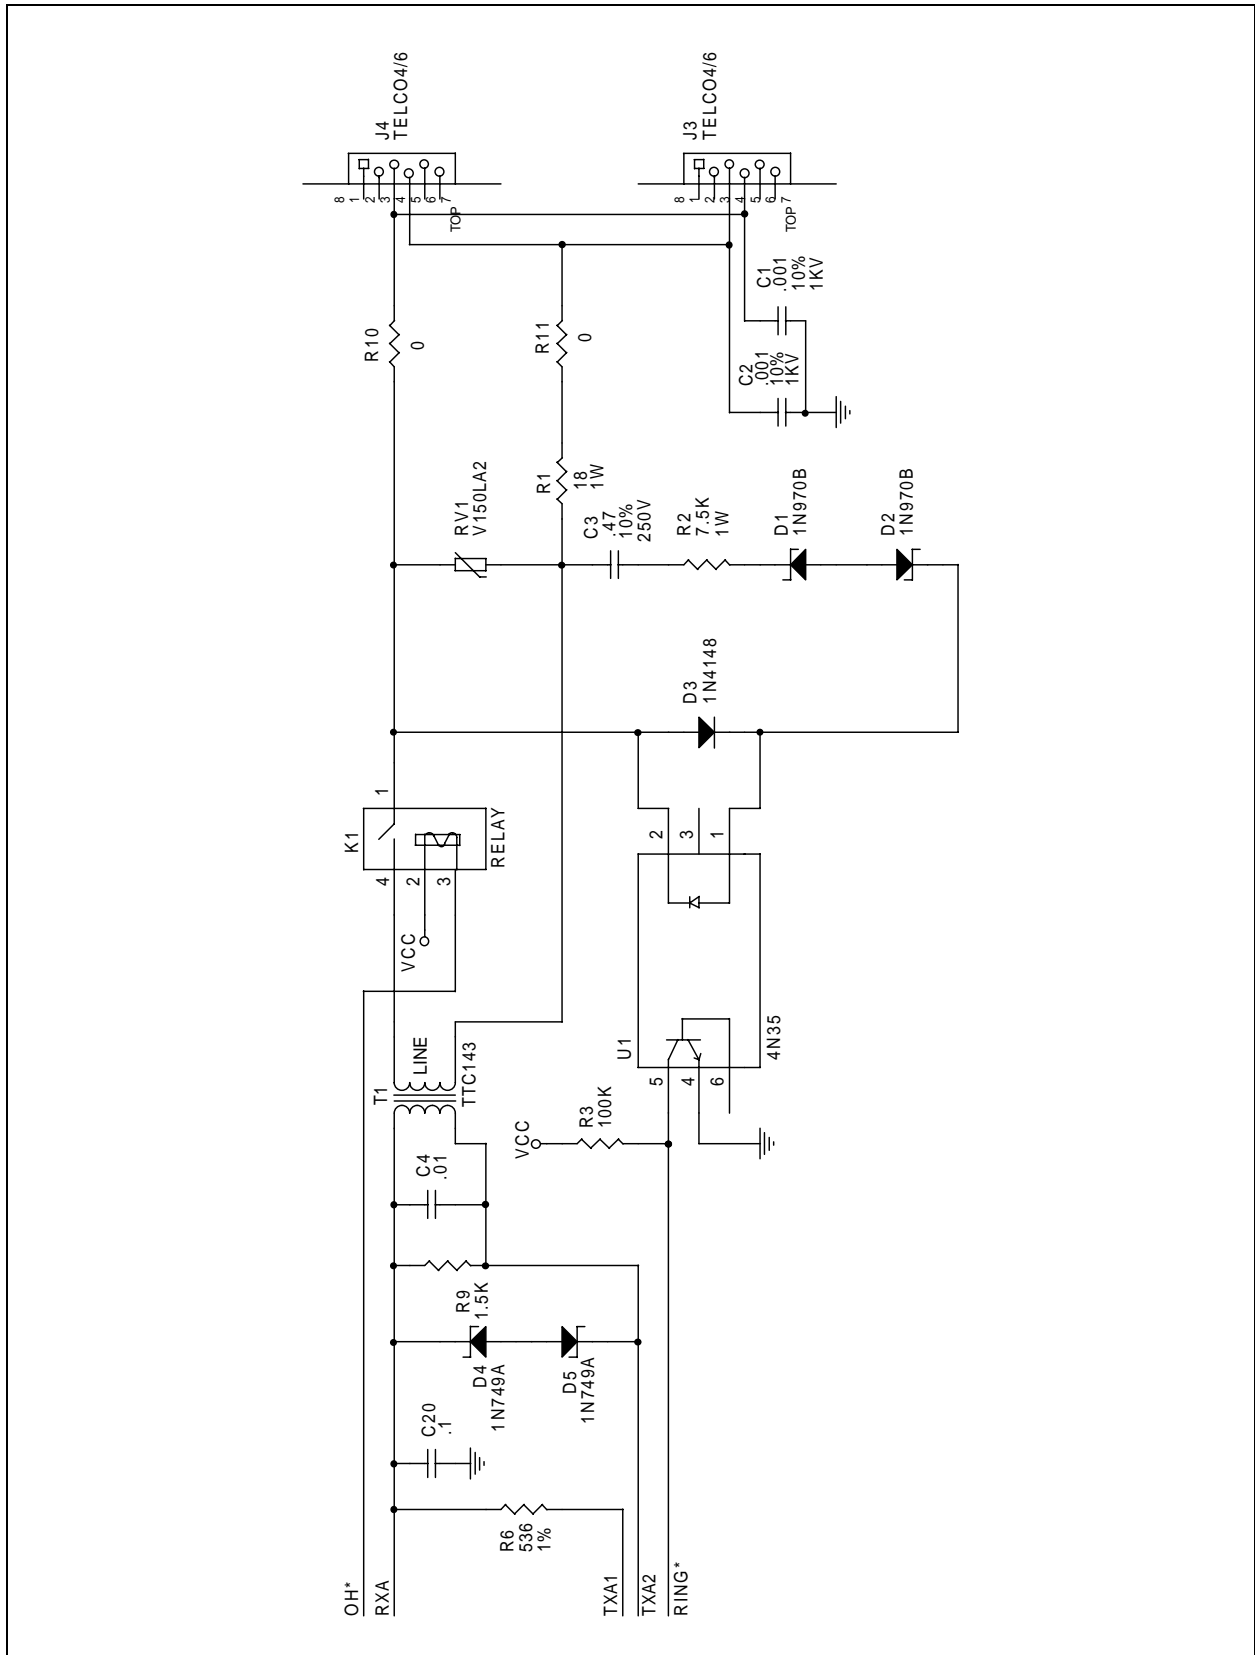 J4
TELCO4/6
8
1
2
3
4
5
6
7
TOP
J3
TELCO4/6
8
1
2
3
4
5
6
7
TOP
R10
0
R11
0
C1
.001
10%
1KV
C2
.001
10%
1KV
RV1
V150LA2
R1
18
1W
C3
.47
10%
250V
R2
7.5K
1W
D1
1N970B
D2
1N970B
D3
1N4148
K1
1
4
2
3
RELAY
VCC
2
3
1
U1
5
4
6
4N35
T1
LINE
TTC143
VCC
R3
100K
C4
.01
R9
1.5K
D4
1N749A
D5
1N749A
C20
.1
R6
536
1%
OH*
RXA
TXA1
TXA2
RING*